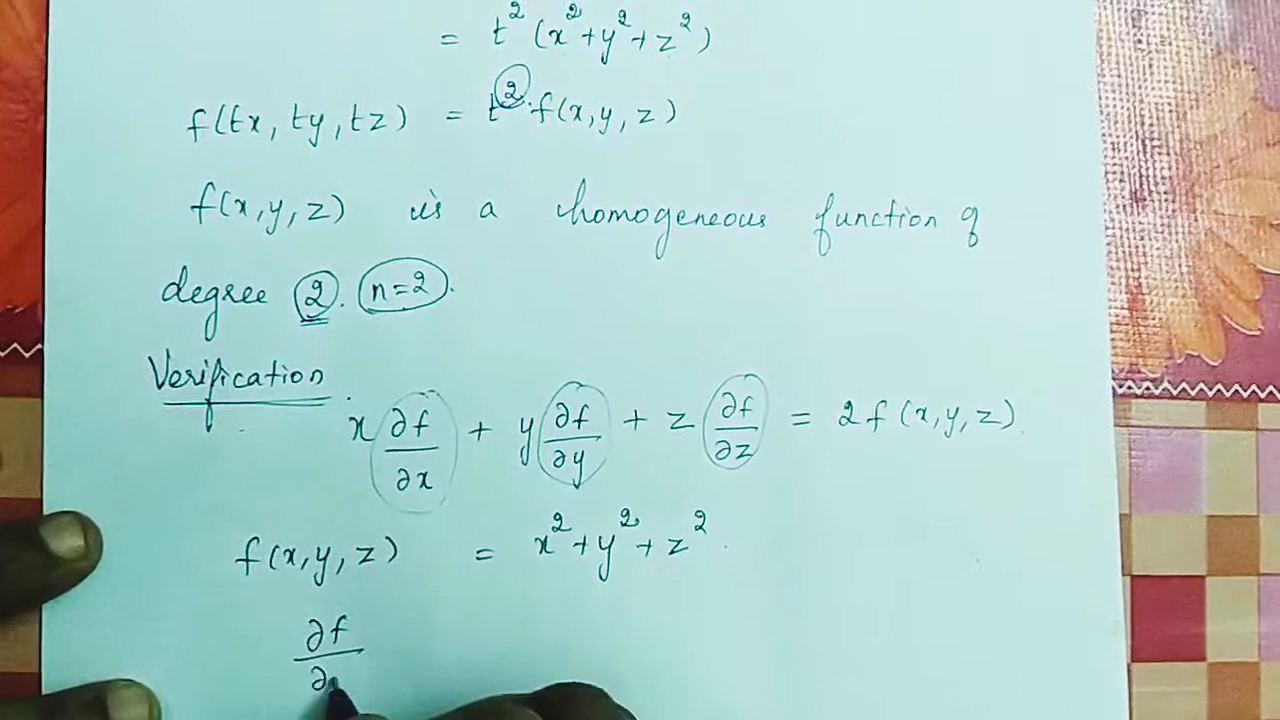 = t² (x²+y²+z²)
f(tx, ty, tz) = t². f(x,y,z)
f(x,y,z) is a homogeneous function of
degree 2. n=2.
Verification
x ∂f/∂x + y ∂f/∂y + z ∂f/∂z = 2f(x,y,z).
f(x,y,z) = x²+y²+z².
∂f
∂